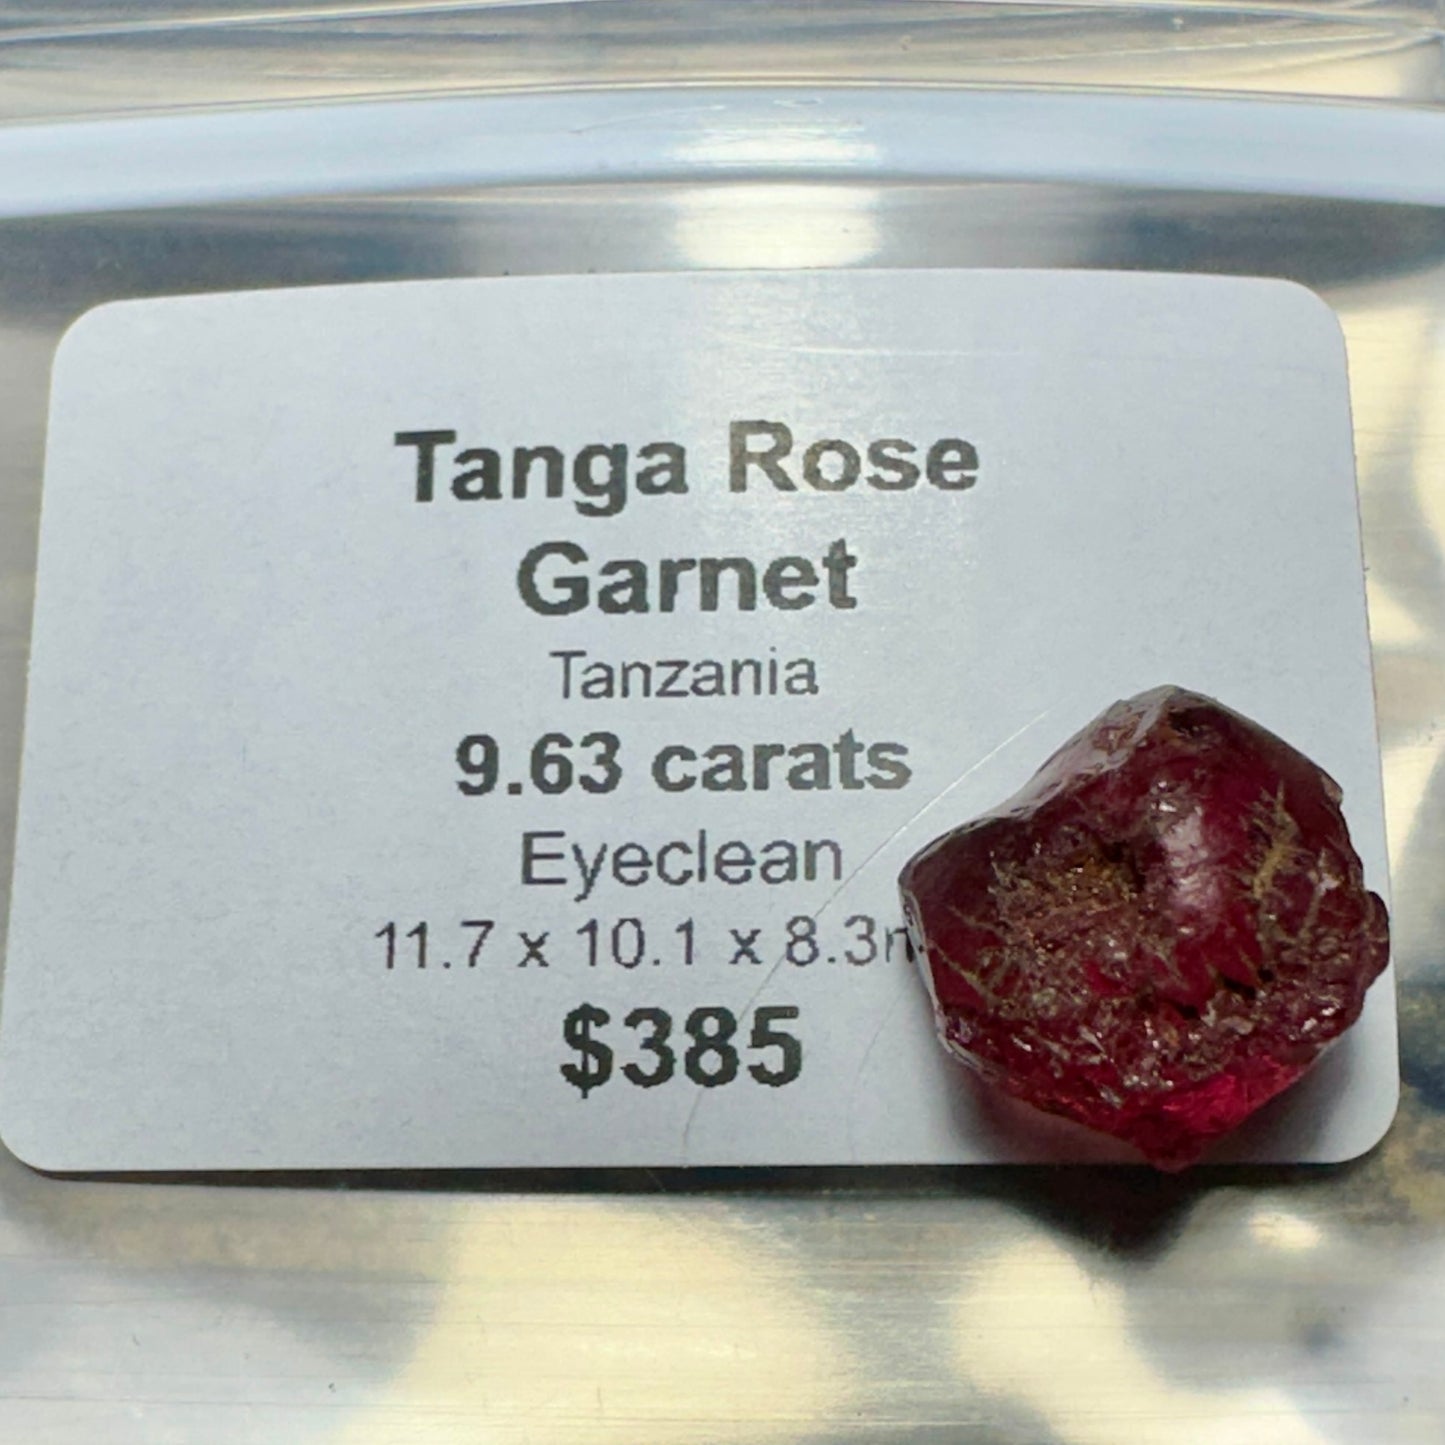 Tanga Rose
Garnet
Tanzania
9.63 carats
Eyeclean
11.7 x 10.1 x 8.3
$385